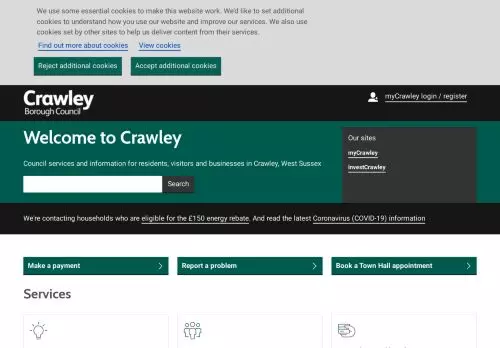 We use some essential cookies to make this website work. We'd like to set additional
cookies to understand how you use our website and improve our services. We also use
cookies set by other sites to help us deliver content from their services.
Find out more about cookies View cookies
Reject additional cookies Accept additional cookies
Crawley
Borough Council
myCrawley login / register
Welcome to Crawley
Council services and information for residents, visitors and businesses in Crawley, West Sussex
Search
Our sites
myCrawley
investCrawley
We're contacting households who are eligible for the £150 energy rebate. And read the latest Coronavirus (COVID-19) information
Make a payment
Report a problem
Book a Town Hall appointment
Services